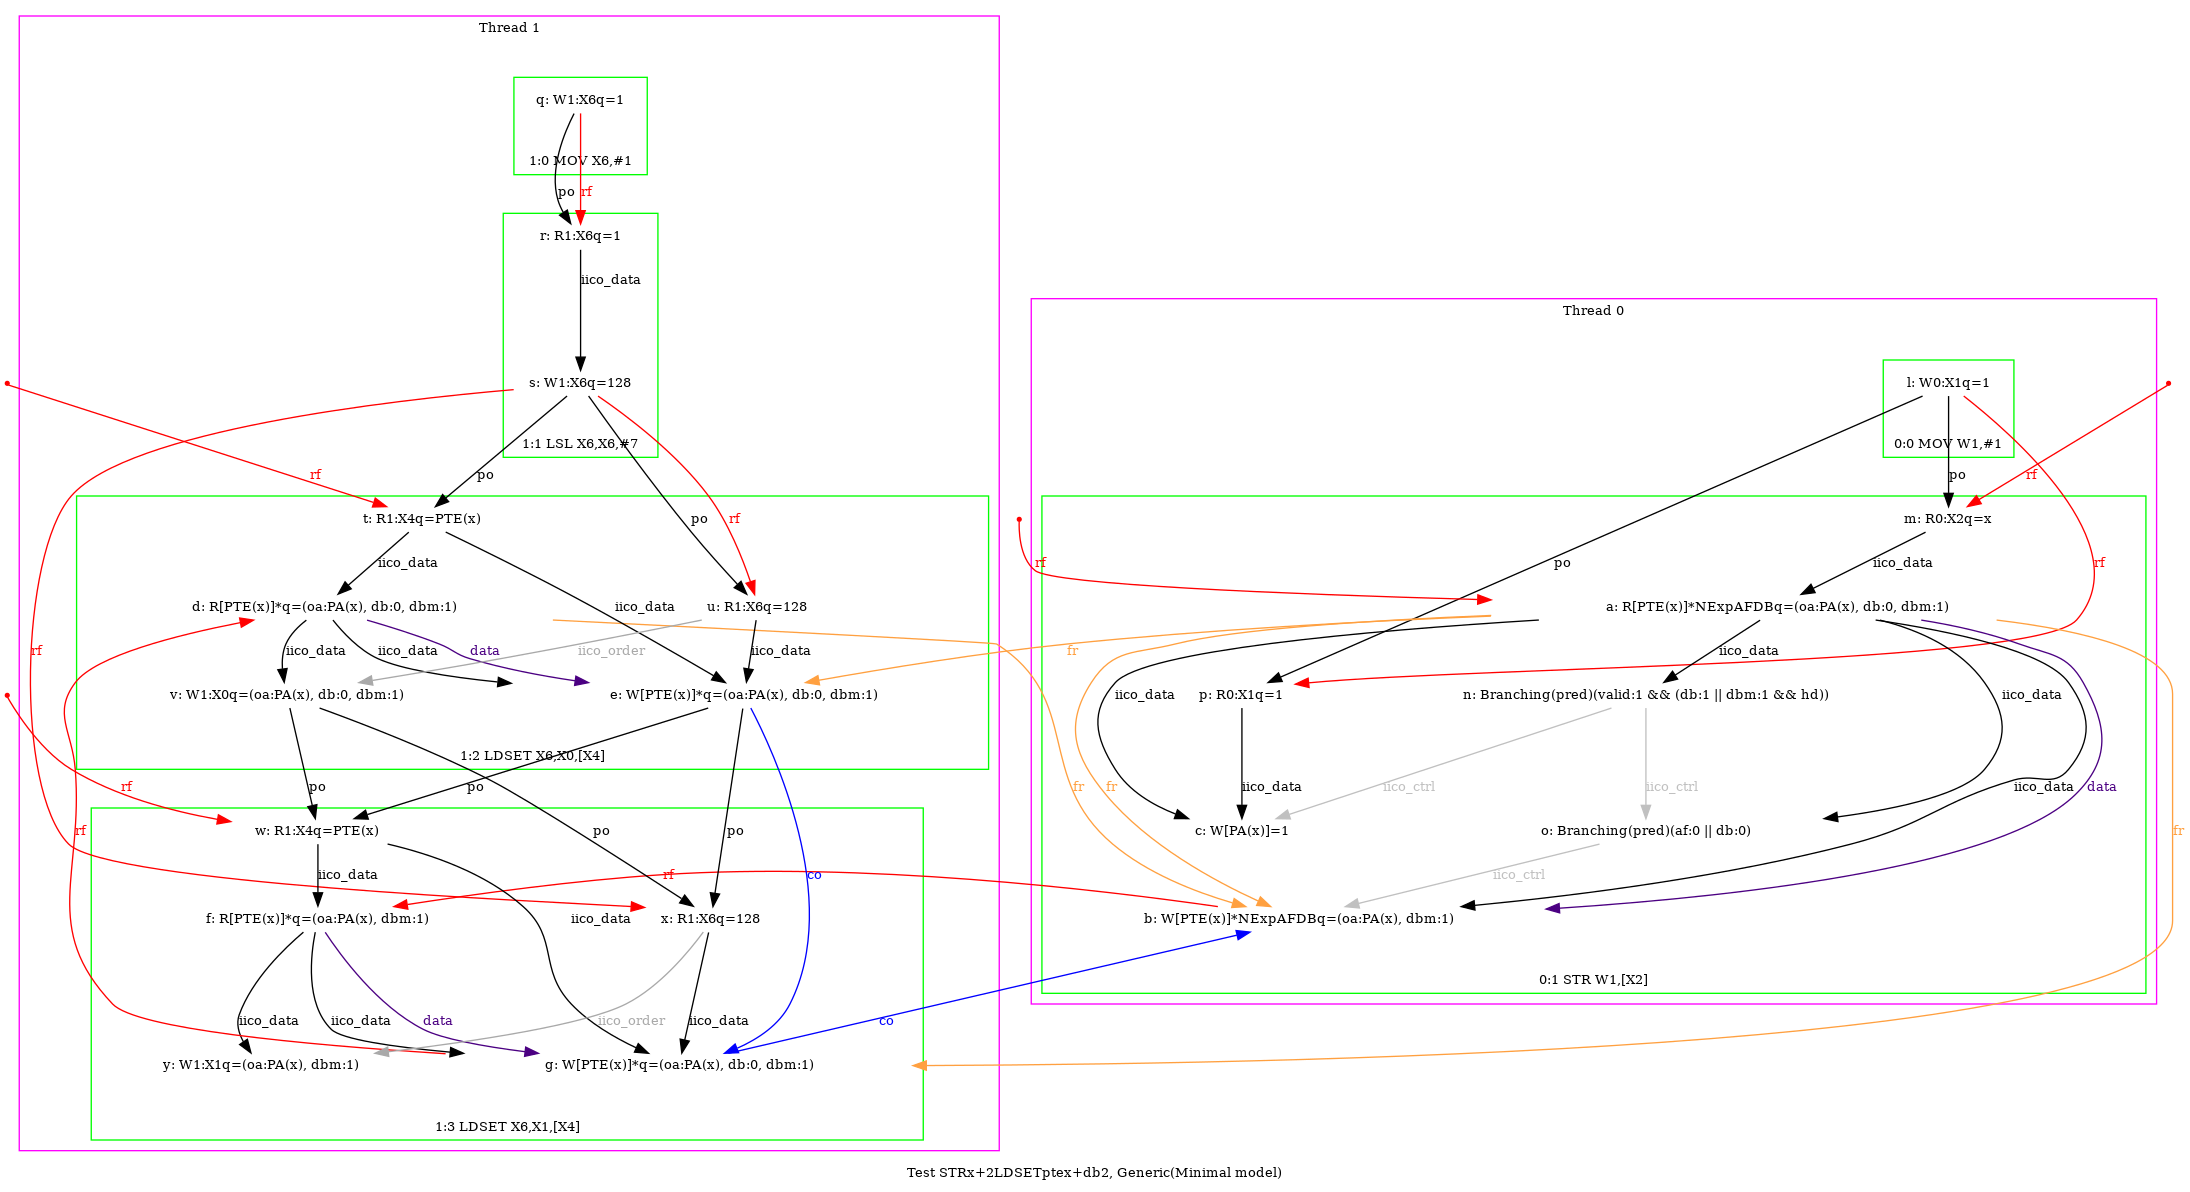 Thread 1
q: W1:X6q=1
1:0 MOV X6,#1
po
rf
r: R1:X6q=1
iico_data
s: W1:X6q=128
1:1 LSL X6,X6,#7
rf
po
po
rf
rf
t: R1:X4q=PTE(x)
iico_data
iico_data
d: R[PTE(x)]*q=(oa:PA(x), db:0, dbm:1)
u: R1:X6q=128
iico_data
iico_data
data
iico_order
iico_data
v: W1:X0q=(oa:PA(x), db:0, dbm:1)
e: W[PTE(x)]*q=(oa:PA(x), db:0, dbm:1)
1:2 LDSET X6,X0,[X4]
rf
po
po
po
po
rf
co
rf
w: R1:X4q=PTE(x)
iico_data
f: R[PTE(x)]*q=(oa:PA(x), dbm:1)
iico_data
x: R1:X6q=128
iico_data
iico_data
data
iico_order
iico_data
y: W1:X1q=(oa:PA(x), dbm:1)
g: W[PTE(x)]*q=(oa:PA(x), db:0, dbm:1)
1:3 LDSET X6,X1,[X4]
Thread 0
l: W0:X1q=1
0:0 MOV W1,#1
po
rf
m: R0:X2q=x
rf
po
iico_data
rf
a: R[PTE(x)]*NExpAFDBq=(oa:PA(x), db:0, dbm:1)
fr
iico_data
iico_data
p: R0:X1q=1
n: Branching(pred)(valid:1 && (db:1 || dbm:1 && hd))
iico_data
fr
fr
iico_data
iico_ctrl
iico_ctrl
iico_data
data
c: W[PA(x)]=1
o: Branching(pred)(af:0 || db:0)
fr
iico_ctrl
b: W[PTE(x)]*NExpAFDBq=(oa:PA(x), dbm:1)
0:1 STR W1,[X2]
co
Test STRx+2LDSETptex+db2, Generic(Minimal model)